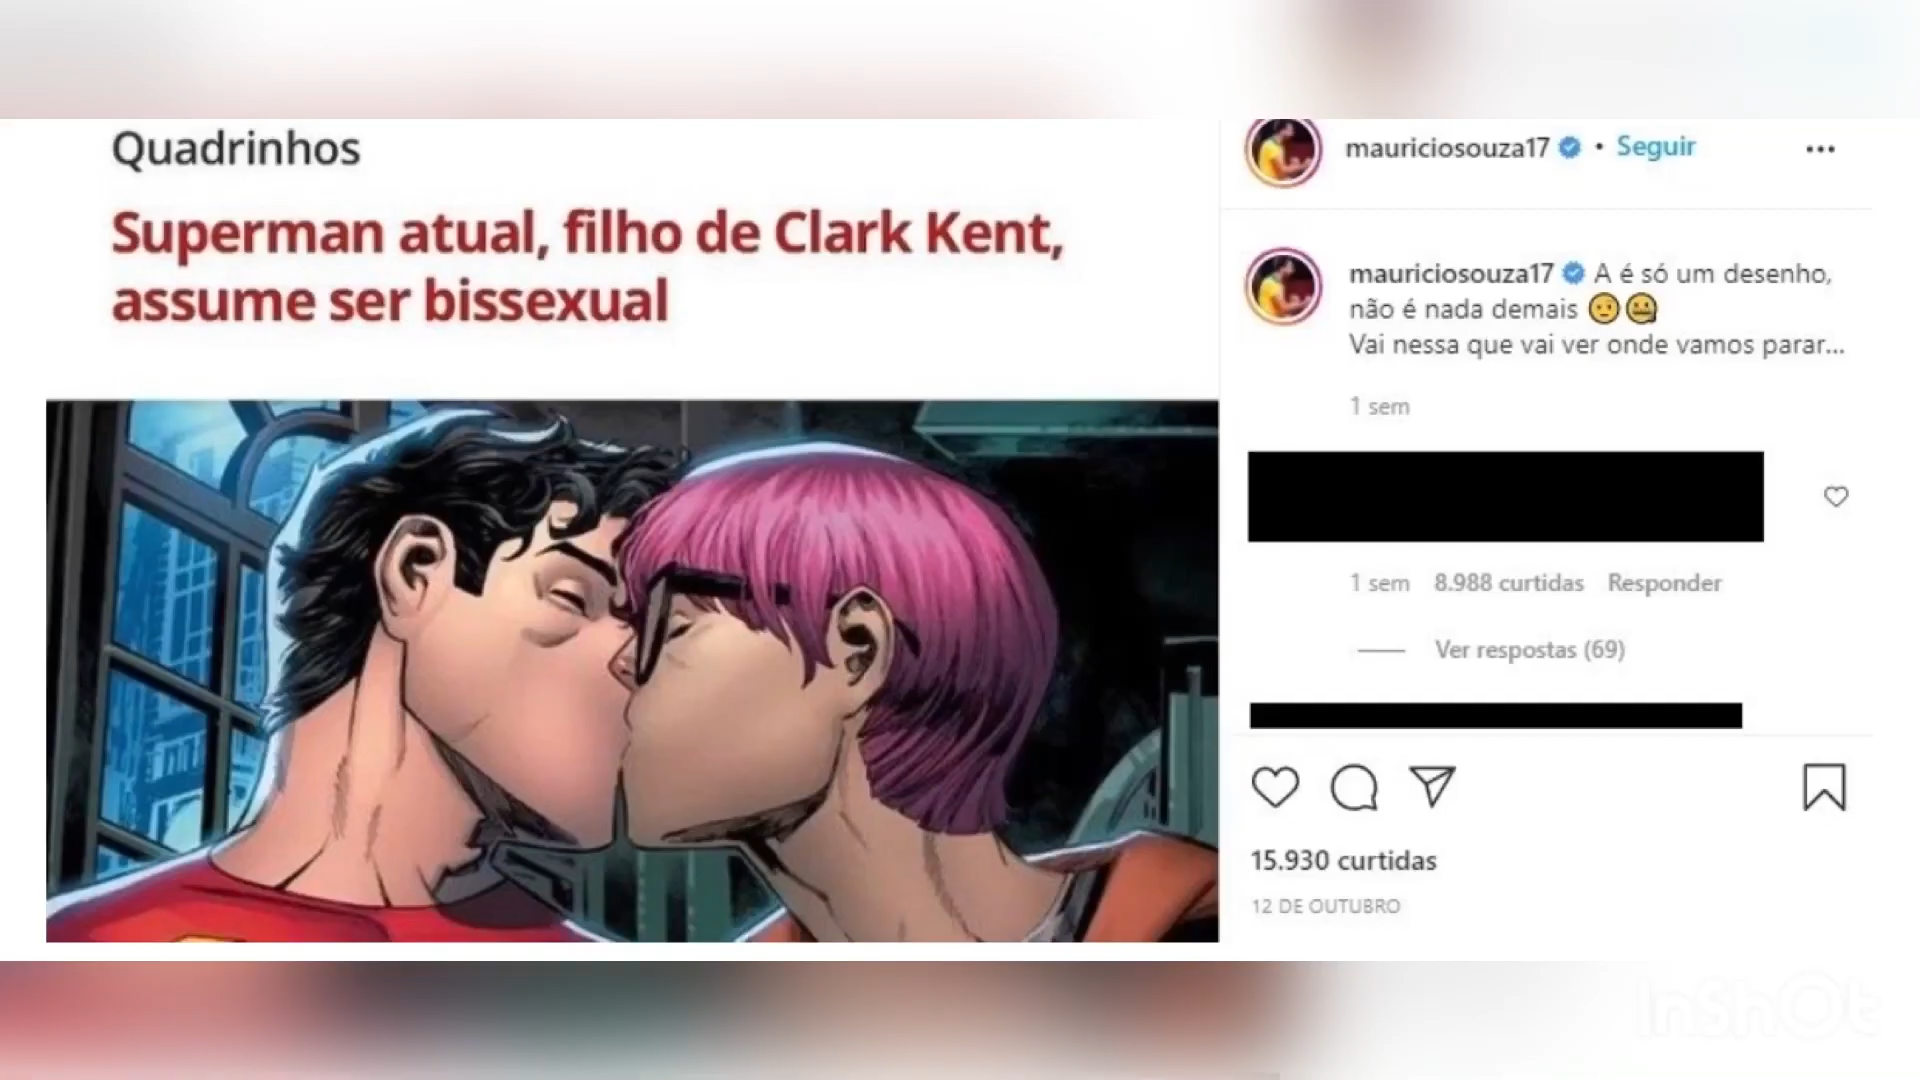 Quadrinhos
Superman atual, filho de Clark Kent,
assume ser bissexual
mauriciosouza17 • Seguir
mauriciosouza17 A é só um desenho,
não é nada demais
Vai nessa que vai ver onde vamos parar...
1 sem
1 sem 8.988 curtidas Responder
Ver respostas (69)
15.930 curtidas
12 DE OUTUBRO
InShOt